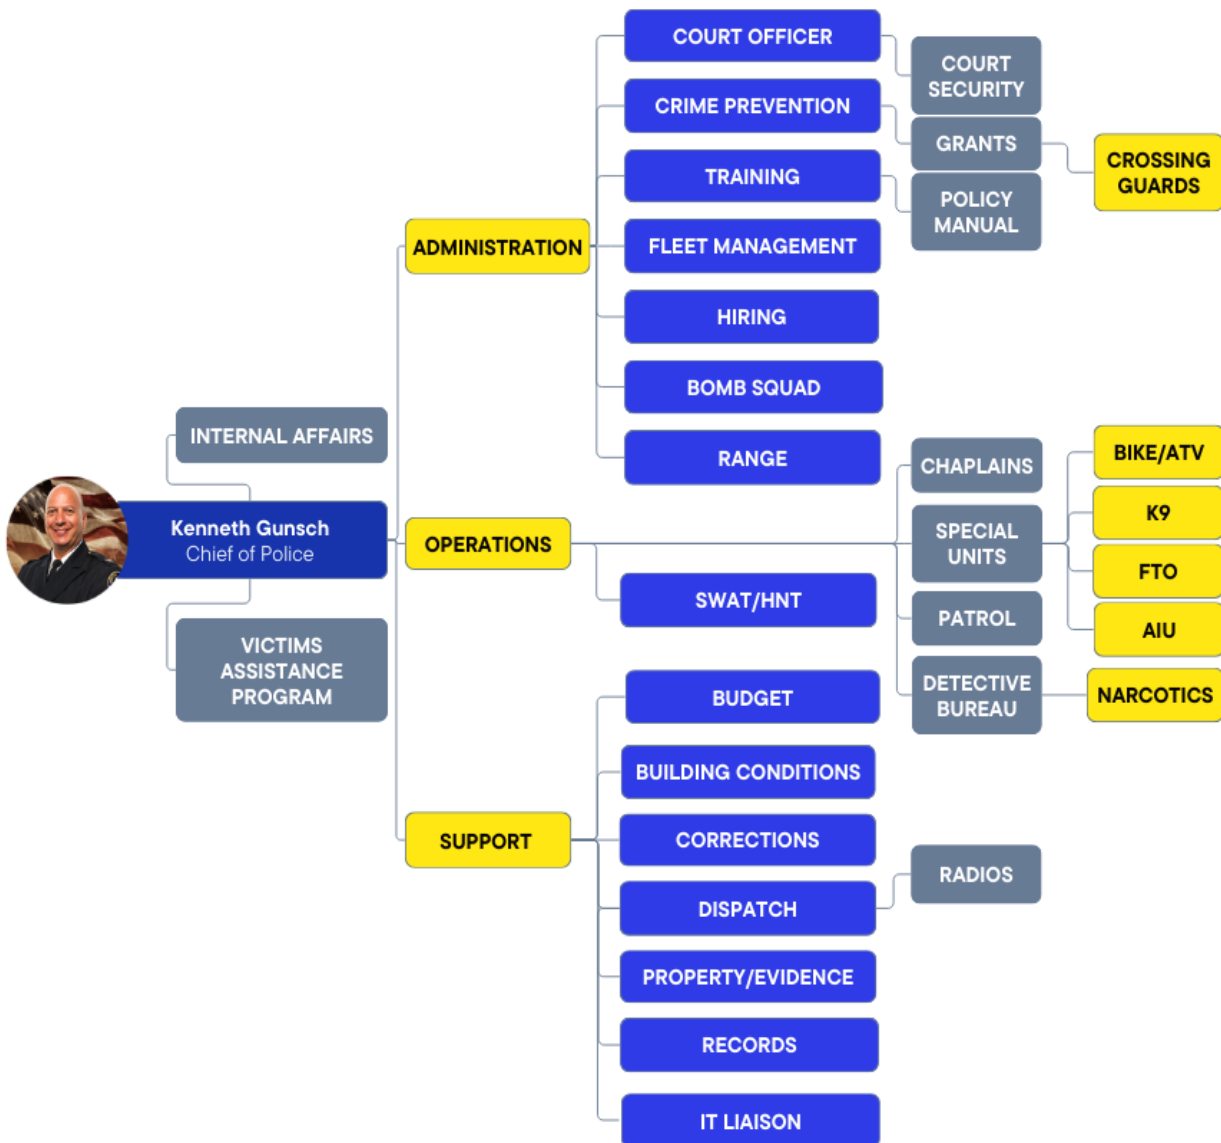 COURT OFFICER
COURT
SECURITY
CRIME PREVENTION
GRANTS
CROSSING
GUARDS
TRAINING
POLICY
MANUAL
ADMINISTRATION
FLEET MANAGEMENT
HIRING
BOMB SQUAD
RANGE
INTERNAL AFFAIRS
Kenneth Gunsch
Chief of Police
VICTIMS
ASSISTANCE
PROGRAM
OPERATIONS
CHAPLAINS
SPECIAL
UNITS
BIKE/ATV
K9
FTO
AIU
SWAT/HNT
PATROL
DETECTIVE
BUREAU
NARCOTICS
SUPPORT
BUDGET
BUILDING CONDITIONS
CORRECTIONS
DISPATCH
RADIOS
PROPERTY/EVIDENCE
RECORDS
IT LIAISON